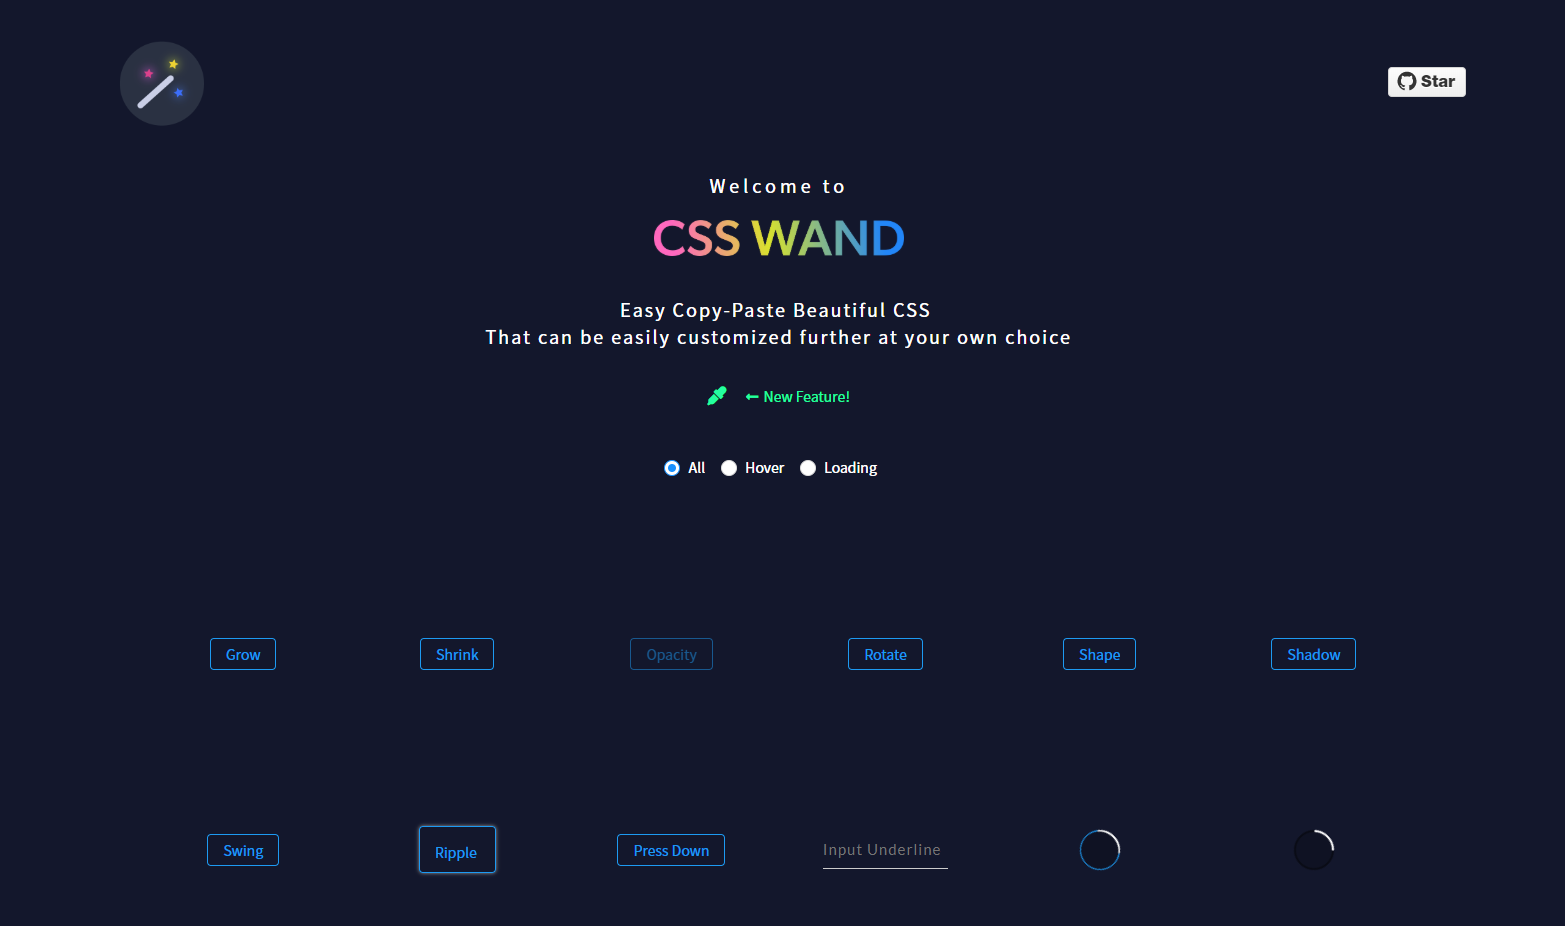 Star
Welcome to
CSS WAND
Easy Copy-Paste Beautiful CSS
That can be easily customized further at your own choice
← New Feature!
All Hover Loading
Grow Shrink Opacity Rotate Shape Shadow
Swing Ripple Press Down Input Underline